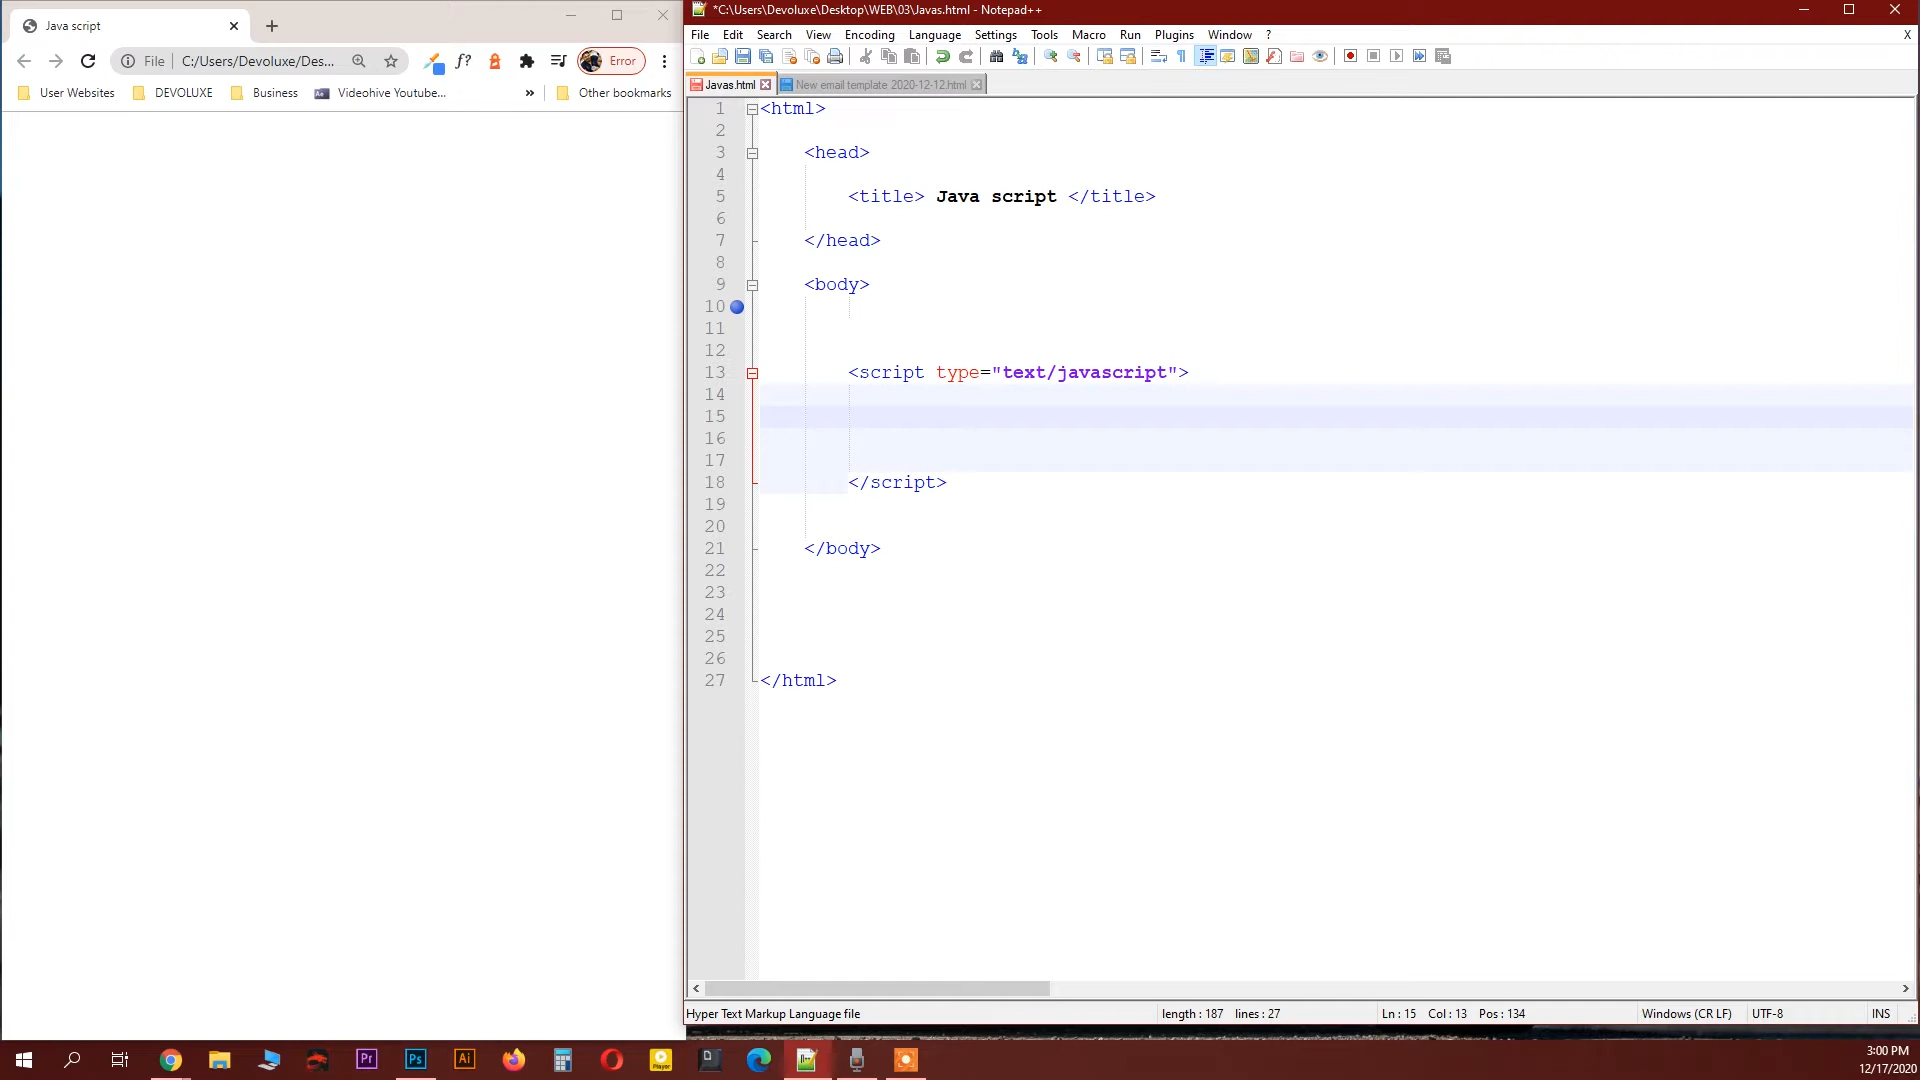 Java script
File
C:/Users/Devoluxe/Des...
Error
User Websites
DEVOLUXE
Business
Ae
Videohive Youtube...
»
Other bookmarks
*C:\Users\Devoluxe\Desktop\WEB\03\Javas.html - Notepad++
File Edit Search View Encoding Language Settings Tools Macro Run Plugins Window ?
X
Javas.html
New email template 2020-12-12.html
1 <html>
2
3 <head>
4
5 <title> Java script </title>
6
7 </head>
8
9 <body>
10
11
12
13 <script type="text/javascript">
14
15
16
17
18 </script>
19
20
21 </body>
22
23
24
25
26
27 </html>
Hyper Text Markup Language file
length : 187 lines : 27
Ln : 15 Col : 13 Pos : 134
Windows (CR LF)
UTF-8
INS
Pr
Ps
Ai
Player
3:00 PM
12/17/2020